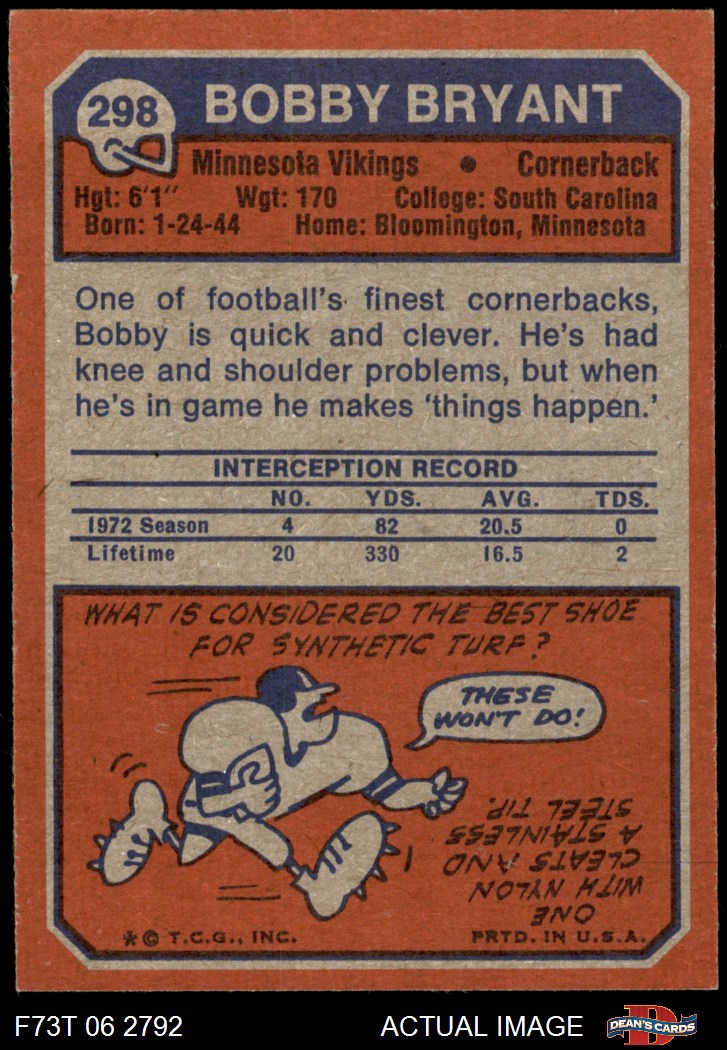 298
BOBBY BRYANT
Minnesota Vikings • Cornerback
Hgt: 6'1" Wgt: 170 College: South Carolina
Born: 1-24-44 Home: Bloomington, Minnesota
One of football's finest cornerbacks,
Bobby is quick and clever. He's had
knee and shoulder problems, but when
he's in game he makes 'things happen.'
INTERCEPTION RECORD
NO. YDS. AVG. TDS.
1972 Season 4 82 20.5 0
Lifetime 20 330 16.5 2
WHAT IS CONSIDERED THE BEST SHOE
FOR SYNTHETIC TURF?
THESE
WON'T DO!
ONE
WITH NYLON
CLEATS AND
A STAINLESS
STEEL TIP.
* © T.C.G., INC. PRTD. IN U.S.A.
F73T 06 2792 ACTUAL IMAGE
D
DEAN'S CARDS